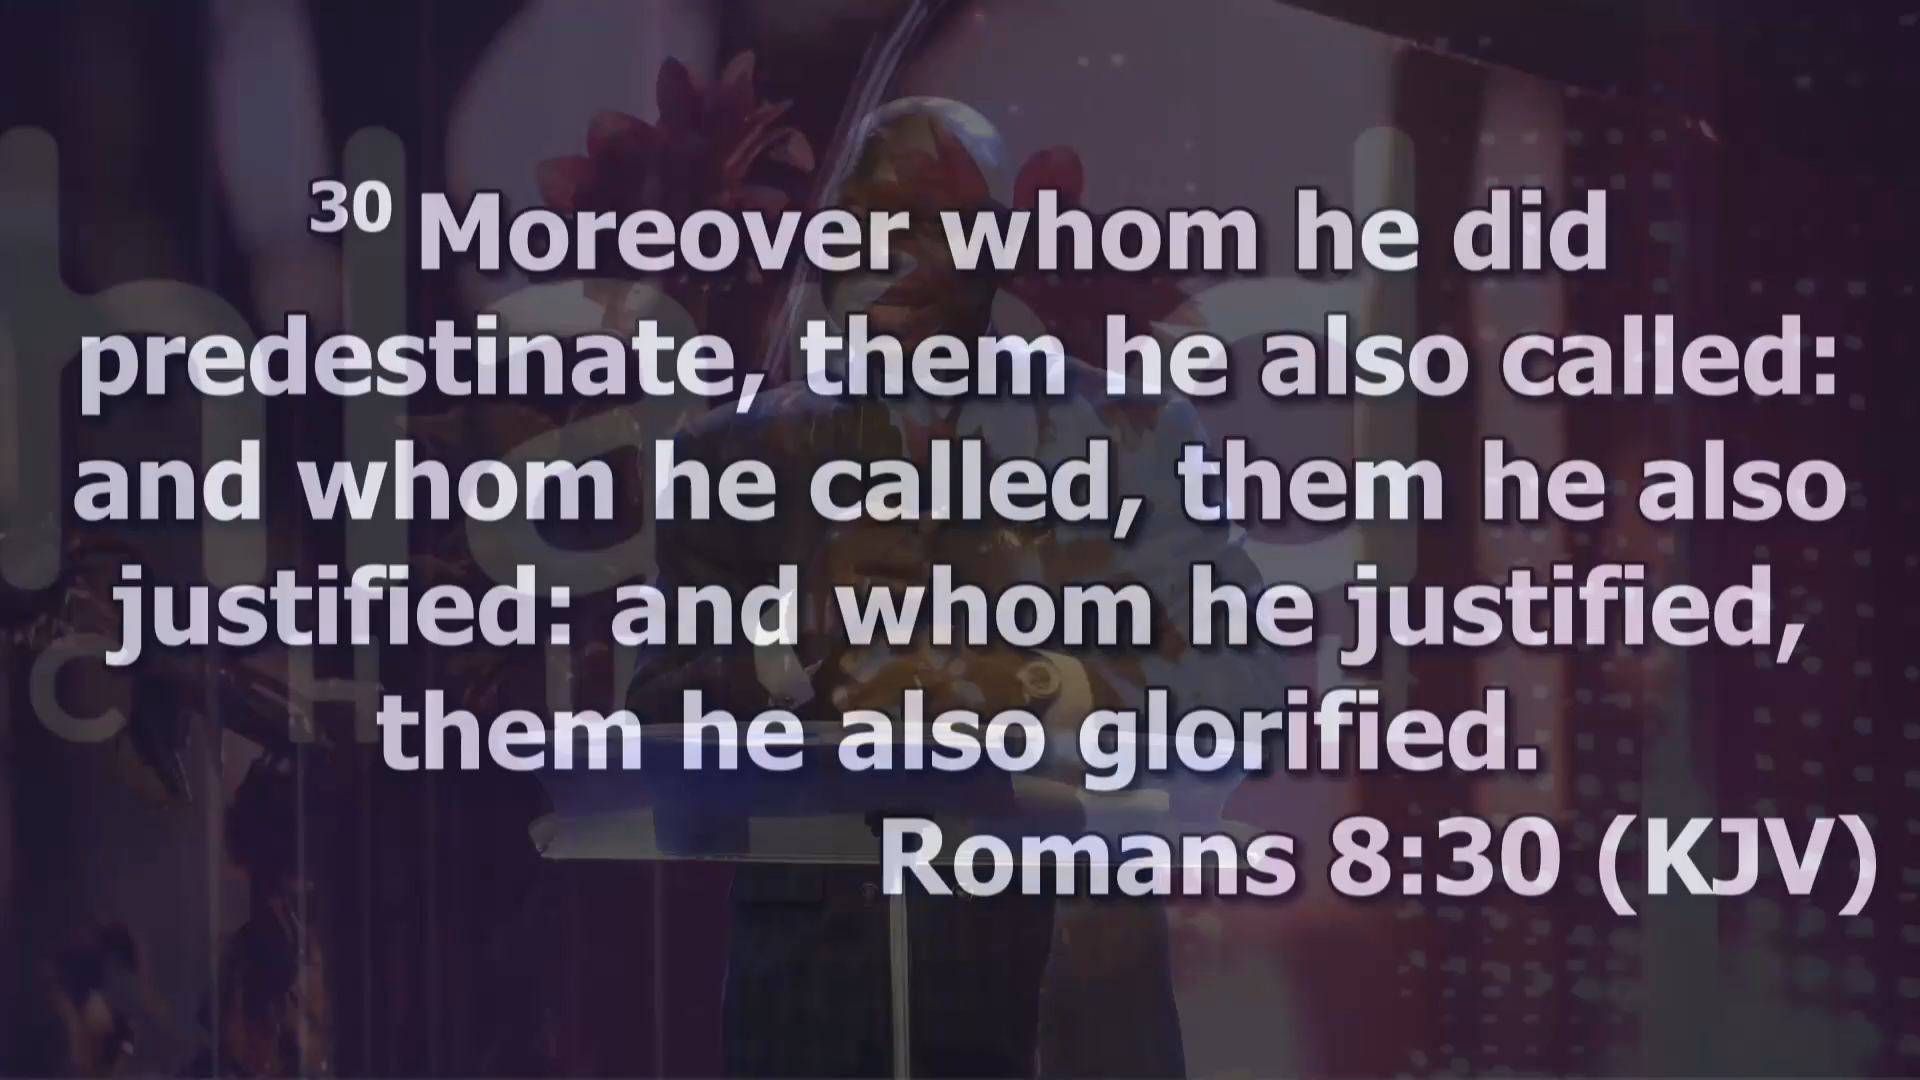 30 Moreover whom he did
predestinate, them he also called:
and whom he called, them he also
justified: and whom he justified,
them he also glorified.
Romans 8:30 (KJV)